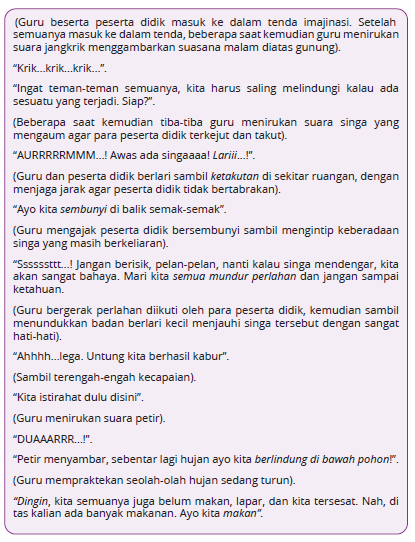 (Guru beserta peserta didik masuk ke dalam tenda imajinasi. Setelah
semuanya masuk ke dalam tenda, beberapa saat kemudian guru menirukan
suara jangkrik menggambarkan suasana malam diatas gunung).
“Krik...krik...krik...”.
“Ingat teman-teman semuanya, kita harus saling melindungi kalau ada
sesuatu yang terjadi. Siap?”.
(Beberapa saat kemudian tiba-tiba guru menirukan suara singa yang
mengaum agar para peserta didik terkejut dan takut).
“AURRRRRMMM...! Awas ada singaaaa! Lariii...!”.
(Guru dan peserta didik berlari sambil ketakutan di sekitar ruangan, dengan
menjaga jarak agar peserta didik tidak bertabrakan).
“Ayo kita sembunyi di balik semak-semak”.
(Guru mengajak peserta didik bersembunyi sambil mengintip keberadaan
singa yang masih berkeliaran).
“Sssssssttt...! Jangan berisik, pelan-pelan, nanti kalau singa mendengar, kita
akan sangat bahaya. Mari kita semua mundur perlahan dan jangan sampai
ketahuan.
(Guru bergerak perlahan diikuti oleh para peserta didik, kemudian sambil
menundukkan badan berlari kecil menjauhi singa tersebut dengan sangat
hati-hati).
“Ahhhh...lega. Untung kita berhasil kabur”.
(Sambil terengah-engah kecapaian).
“Kita istirahat dulu disini”.
(Guru menirukan suara petir).
“DUAAARRR...!”.
“Petir menyambar, sebentar lagi hujan ayo kita berlindung di bawah pohon!”.
(Guru mempraktekan seolah-olah hujan sedang turun).
“Dingin, kita semuanya juga belum makan, lapar, dan kita tersesat. Nah, di
tas kalian ada banyak makanan. Ayo kita makan”.